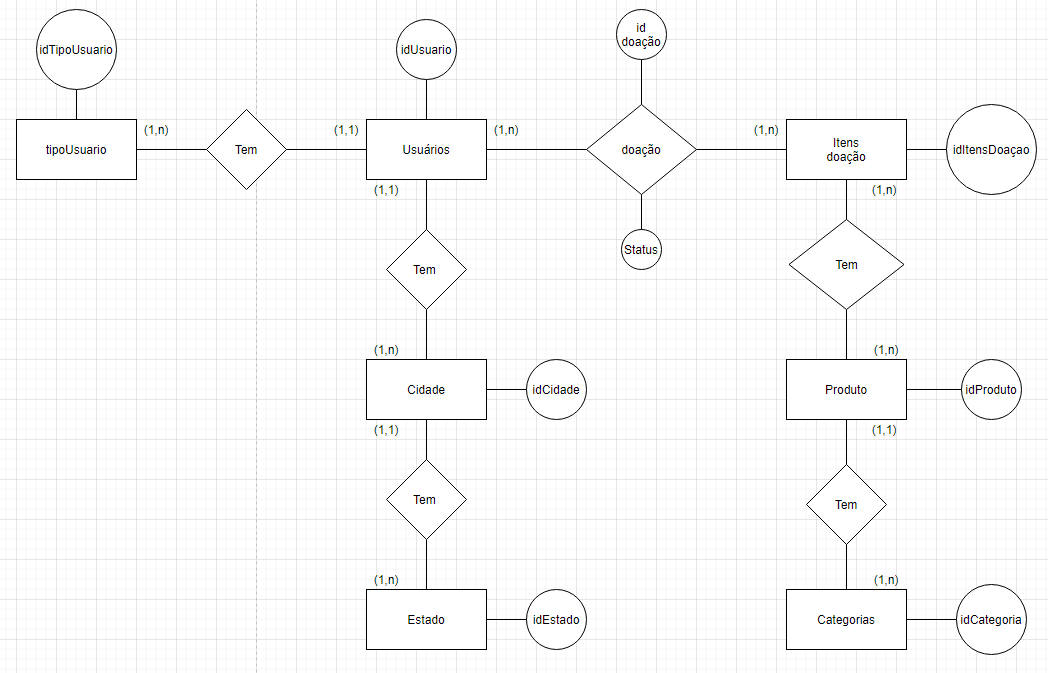 idTipoUsuario
idUsuario
id
doação
tipoUsuario
(1,n)
Tem
(1,1)
Usuários
(1,n)
(1,1)
doação
(1,n)
Itens
doação
(1,n)
idItensDoaçao
Status
Tem
Tem
(1,n)
Cidade
(1,1)
idCidade
(1,n)
Produto
(1,1)
idProduto
Tem
Tem
(1,n)
Estado
idEstado
(1,n)
Categorias
idCategoria